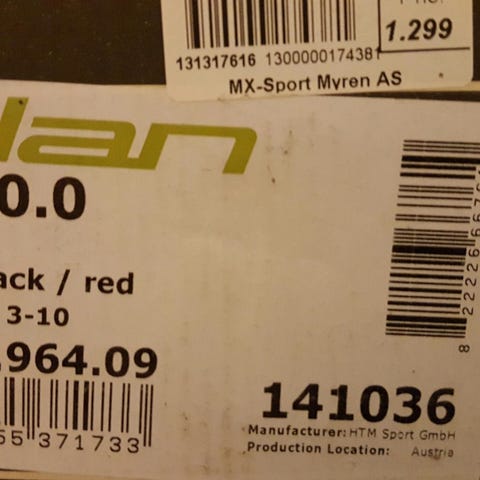 1.299
131317616 1300000174381
MX-Sport Myren AS
lan
0.0
ack / red
3-10
.964.09
55 371733
141036
Manufacturer: HTM Sport GmbH
Production Location: Austria